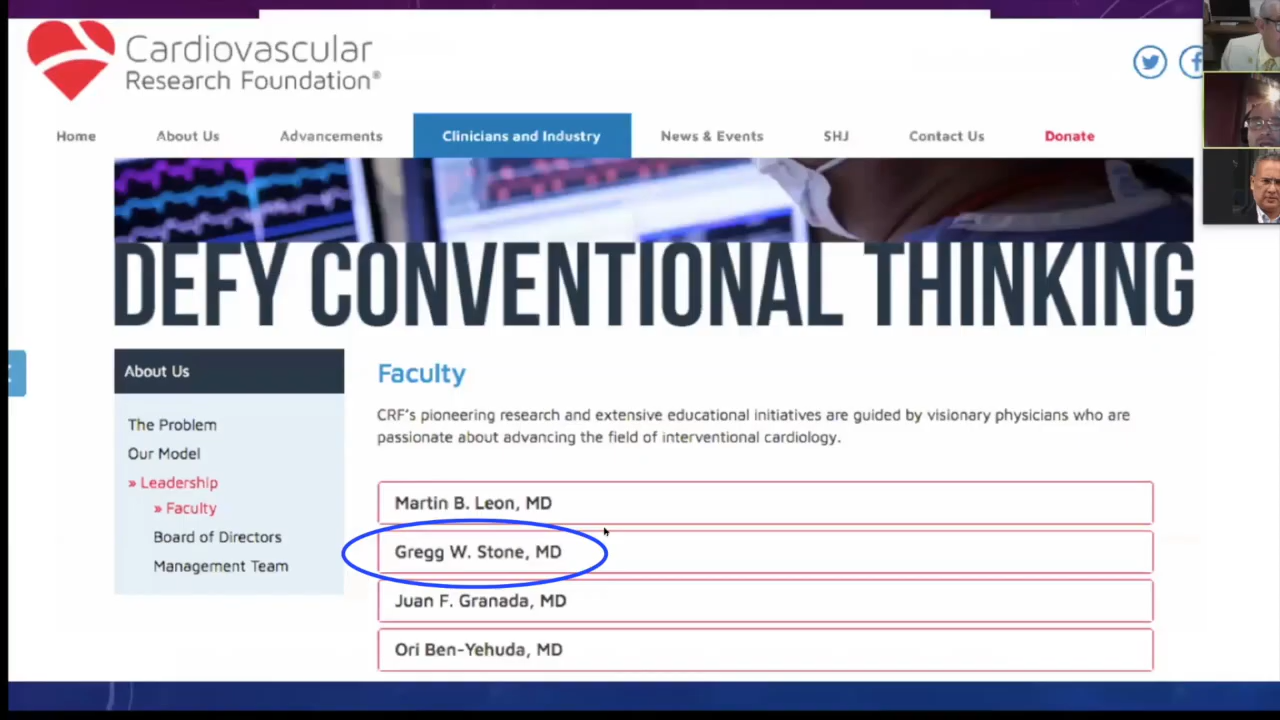 Cardiovascular
Research Foundation®
Home About Us Advancements Clinicians and Industry News & Events SHJ Contact Us Donate
DEFY CONVENTIONAL THINKING
About Us
The Problem
Our Model
» Leadership
» Faculty
Board of Directors
Management Team
Faculty
CRF's pioneering research and extensive educational initiatives are guided by visionary physicians who are
passionate about advancing the field of interventional cardiology.
Martin B. Leon, MD
Gregg W. Stone, MD
Juan F. Granada, MD
Ori Ben-Yehuda, MD